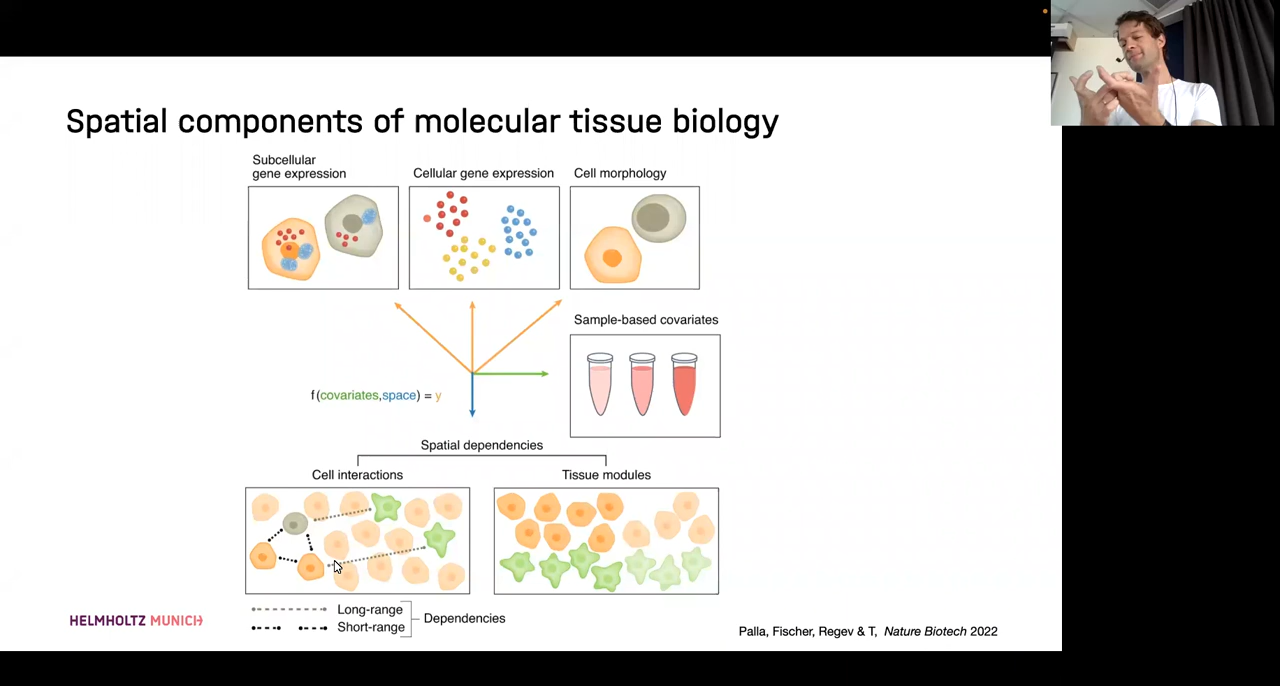 Spatial components of molecular tissue biology
Subcellular
gene expression
Cellular gene expression
Cell morphology
Sample-based covariates
f(covariates,space) = y
Spatial dependencies
Cell interactions
Tissue modules
Long-range
Short-range
Dependencies
HELMHOLTZ MUNICH
Palla, Fischer, Regev & T, Nature Biotech 2022